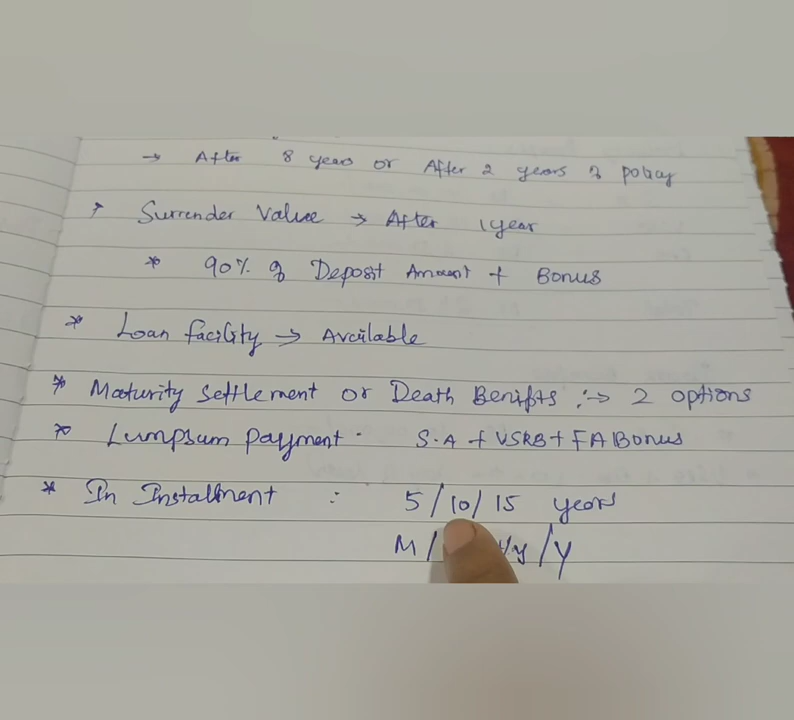 → After 8 years or After 2 years of policy
* Surrender Value → After 1 year
* 90% of Deposit Amount + Bonus
* Loan facility → Available
* Maturity Settlement or Death Benifits :→ 2 options
* Lumpsum Payment · S.A + VSRB + FA Bonus
* In Installment : 5/10/15 years
M/ /Y